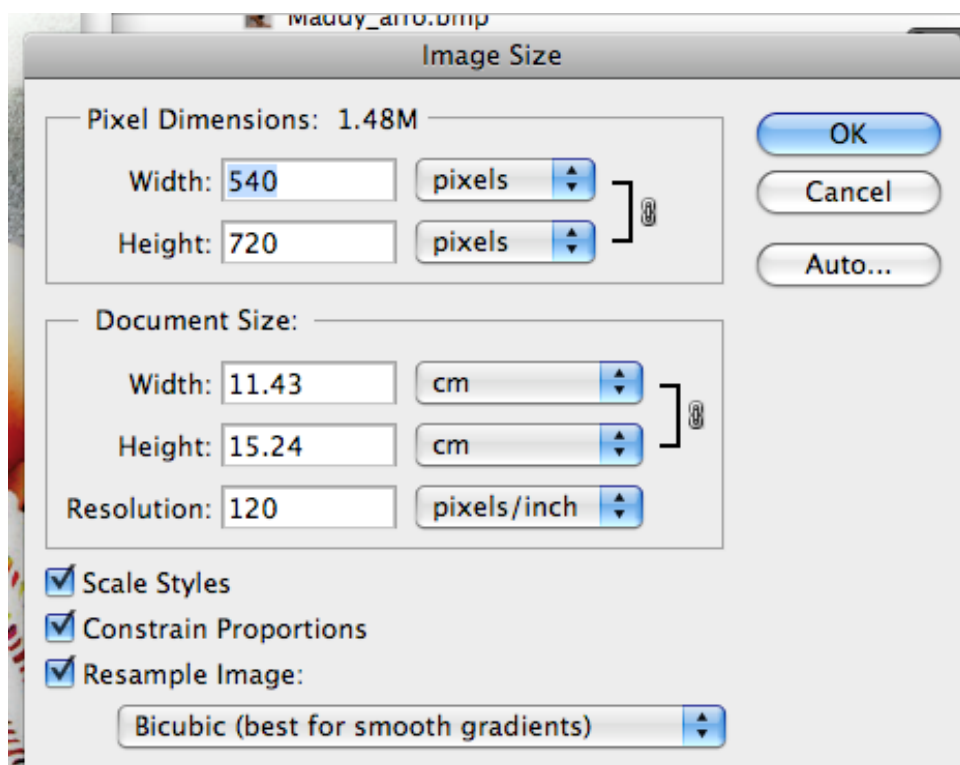 Maddy_afro.bmp
Image Size
Pixel Dimensions: 1.48M
OK
Width: 540 pixels
Cancel
Height: 720 pixels
Auto...
Document Size:
Width: 11.43 cm
Height: 15.24 cm
Resolution: 120 pixels/inch
Scale Styles
Constrain Proportions
Resample Image:
Bicubic (best for smooth gradients)